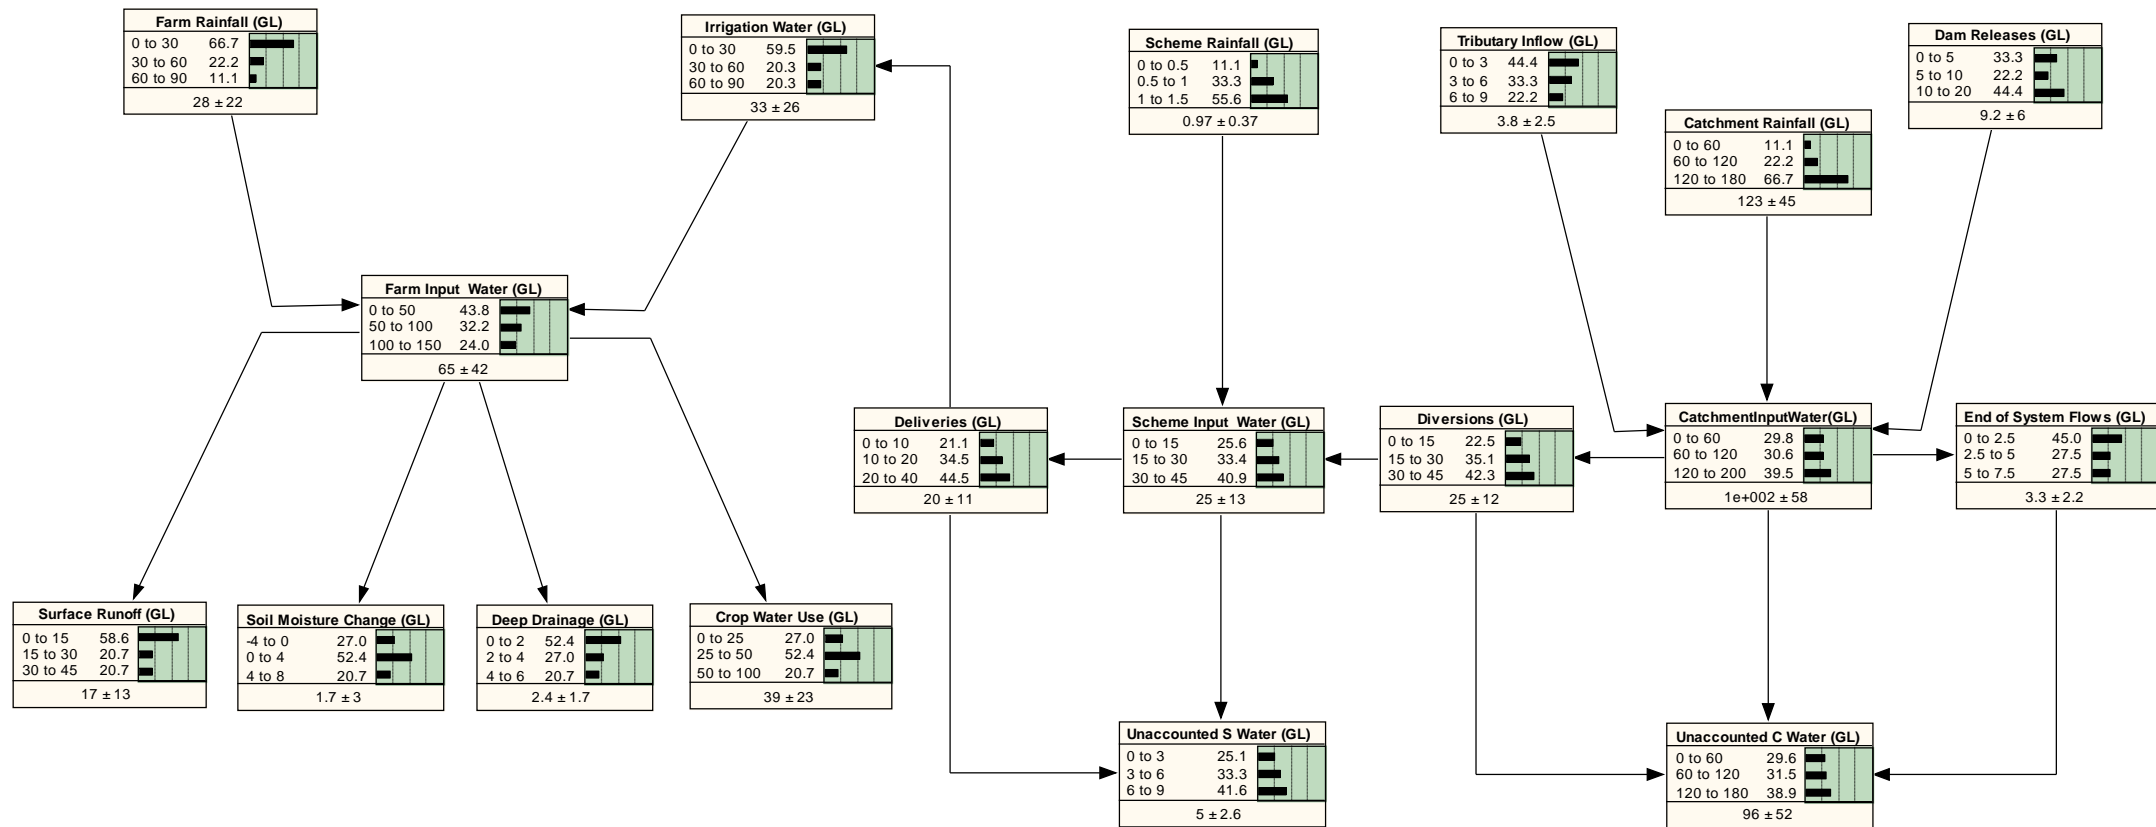 Farm Rainfall (GL)
0 to 30 66.7
30 to 60 22.2
60 to 90 11.1
28 ± 22
Irrigation Water (GL)
0 to 30 59.5
30 to 60 20.3
60 to 90 20.3
33 ± 26
Scheme Rainfall (GL)
0 to 0.5 11.1
0.5 to 1 33.3
1 to 1.5 55.6
0.97 ± 0.37
Tributary Inflow (GL)
0 to 3 44.4
3 to 6 33.3
6 to 9 22.2
3.8 ± 2.5
Catchment Rainfall (GL)
0 to 60 11.1
60 to 120 22.2
120 to 180 66.7
123 ± 45
Dam Releases (GL)
0 to 5 33.3
5 to 10 22.2
10 to 20 44.4
9.2 ± 6
Farm Input Water (GL)
0 to 50 43.8
50 to 100 32.2
100 to 150 24.0
65 ± 42
Deliveries (GL)
0 to 10 21.1
10 to 20 34.5
20 to 40 44.5
20 ± 11
Scheme Input Water (GL)
0 to 15 25.6
15 to 30 33.4
30 to 45 40.9
25 ± 13
Diversions (GL)
0 to 15 22.5
15 to 30 35.1
30 to 45 42.3
25 ± 12
CatchmentInputWater(GL)
0 to 60 29.8
60 to 120 30.6
120 to 200 39.5
1e+002 ± 58
End of System Flows (GL)
0 to 2.5 45.0
2.5 to 5 27.5
5 to 7.5 27.5
3.3 ± 2.2
Surface Runoff (GL)
0 to 15 58.6
15 to 30 20.7
30 to 45 20.7
17 ± 13
Soil Moisture Change (GL)
-4 to 0 27.0
0 to 4 52.4
4 to 8 20.7
1.7 ± 3
Deep Drainage (GL)
0 to 2 52.4
2 to 4 27.0
4 to 6 20.7
2.4 ± 1.7
Crop Water Use (GL)
0 to 25 27.0
25 to 50 52.4
50 to 100 20.7
39 ± 23
Unaccounted S Water (GL)
0 to 3 25.1
3 to 6 33.3
6 to 9 41.6
5 ± 2.6
Unaccounted C Water (GL)
0 to 60 29.6
60 to 120 31.5
120 to 180 38.9
96 ± 52